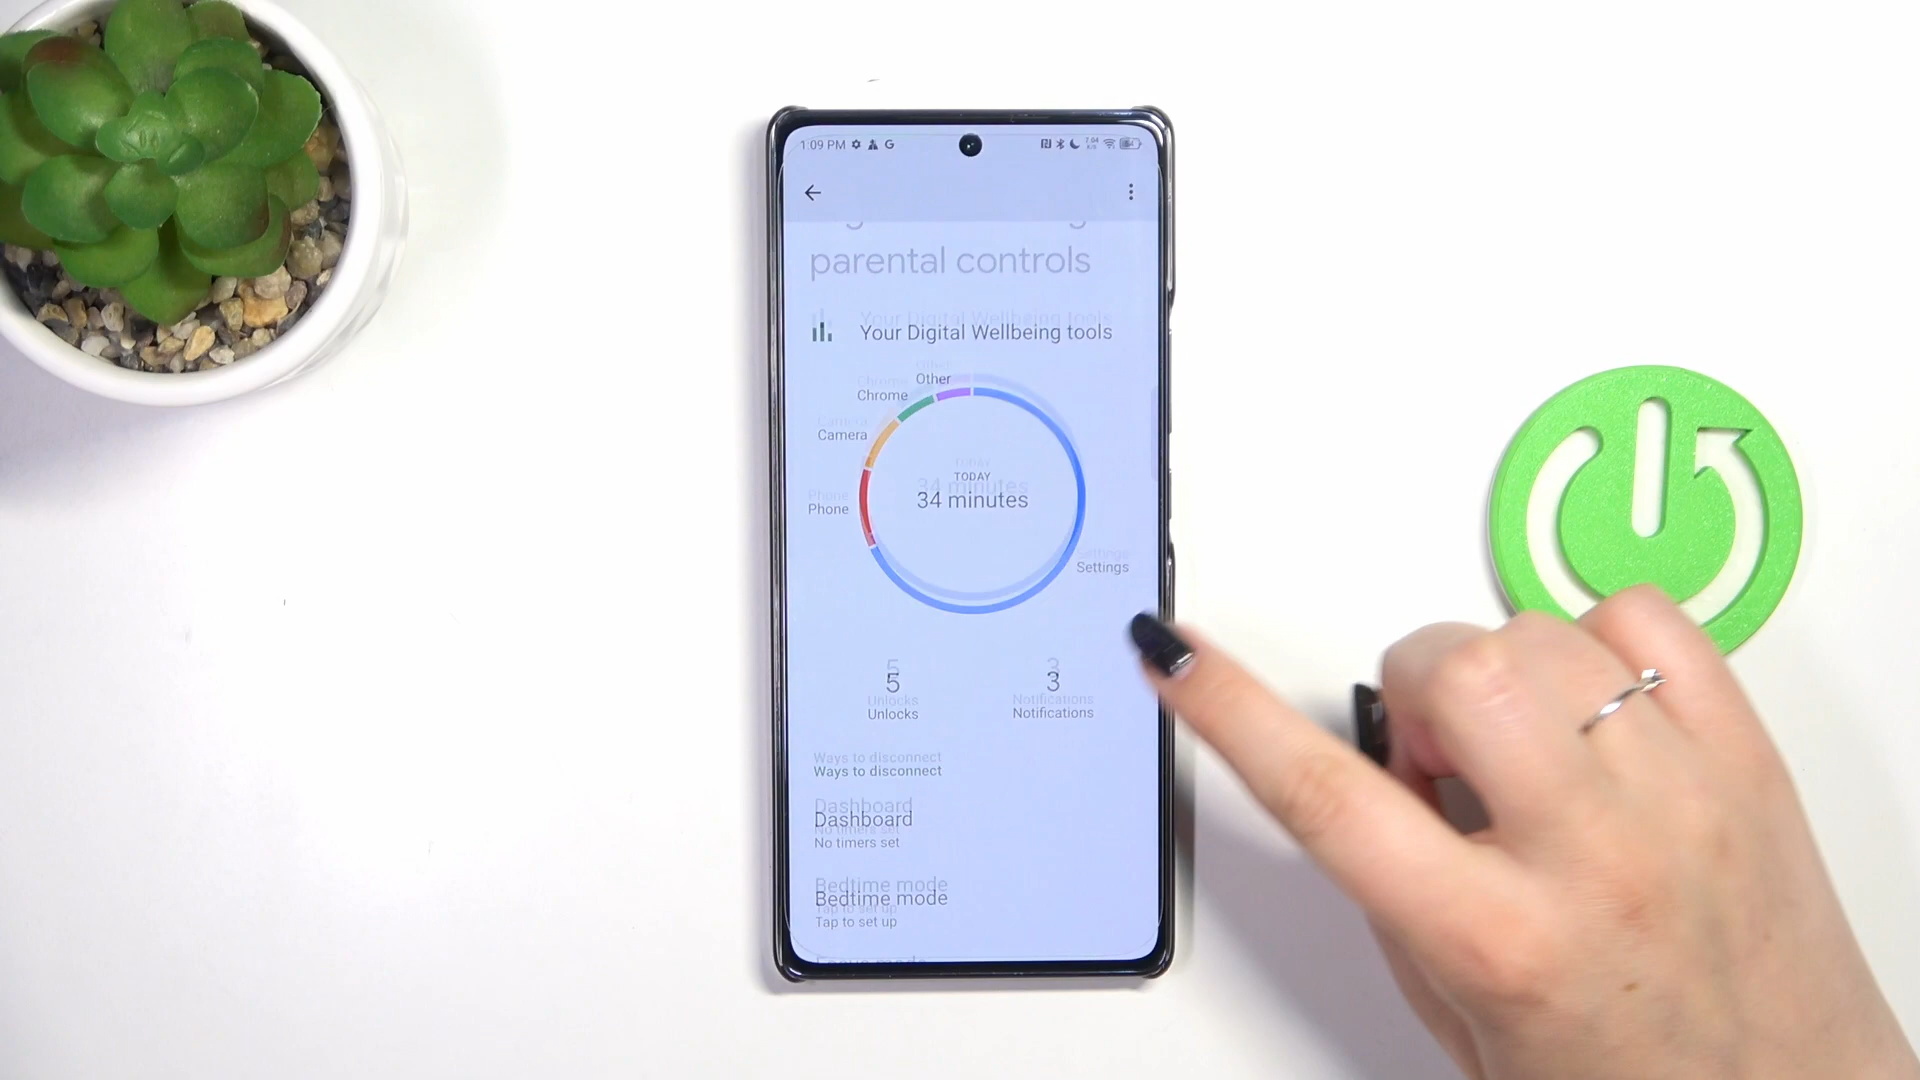 1:09 PM G
parental controls
Your Digital Wellbeing tools
Other
Chrome
Camera
TODAY
34 minutes
Phone
Settings
5 3
Unlocks Notifications
Ways to disconnect
Dashboard
No timers set
Bedtime mode
Tap to set up